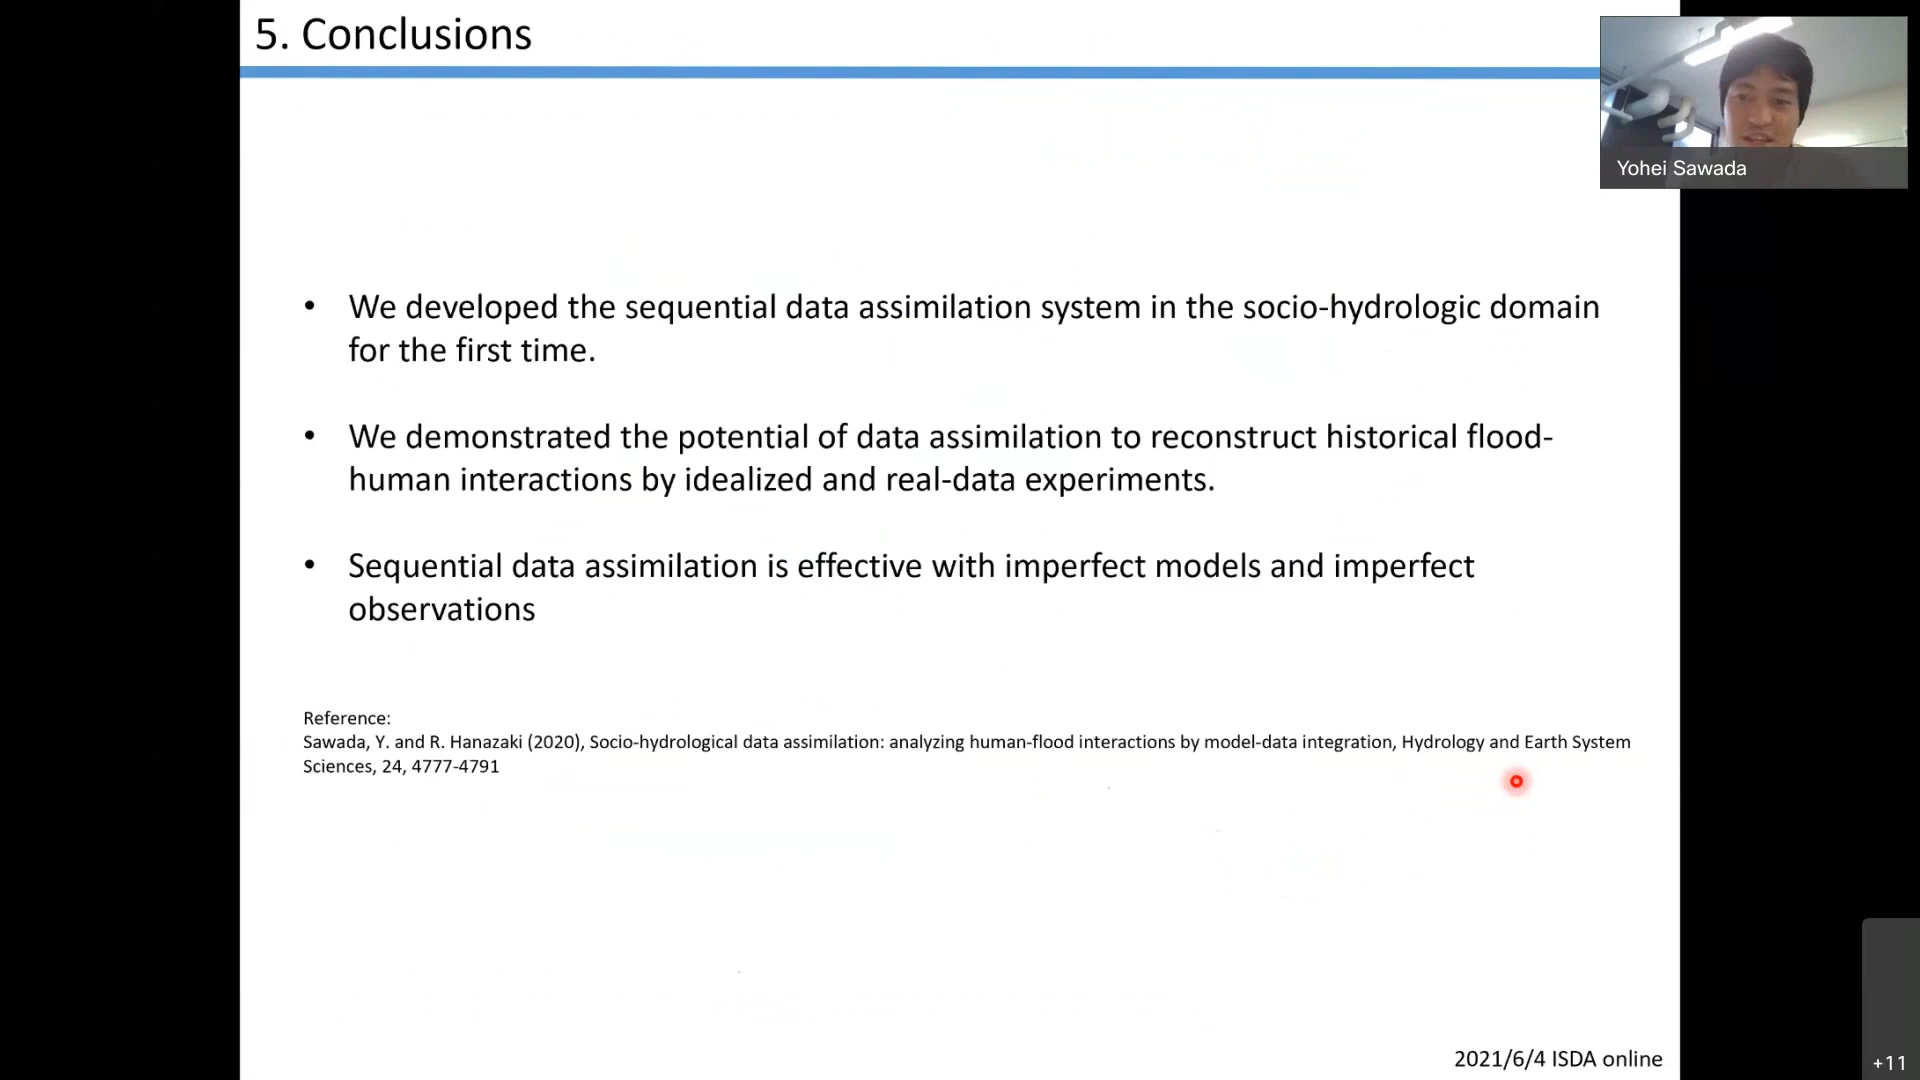 5. Conclusions
Yohei Sawada
• We developed the sequential data assimilation system in the socio-hydrologic domain
for the first time.
• We demonstrated the potential of data assimilation to reconstruct historical flood-
human interactions by idealized and real-data experiments.
• Sequential data assimilation is effective with imperfect models and imperfect
observations
Reference:
Sawada, Y. and R. Hanazaki (2020), Socio-hydrological data assimilation: analyzing human-flood interactions by model-data integration, Hydrology and Earth System
Sciences, 24, 4777-4791
2021/6/4 ISDA online
+11